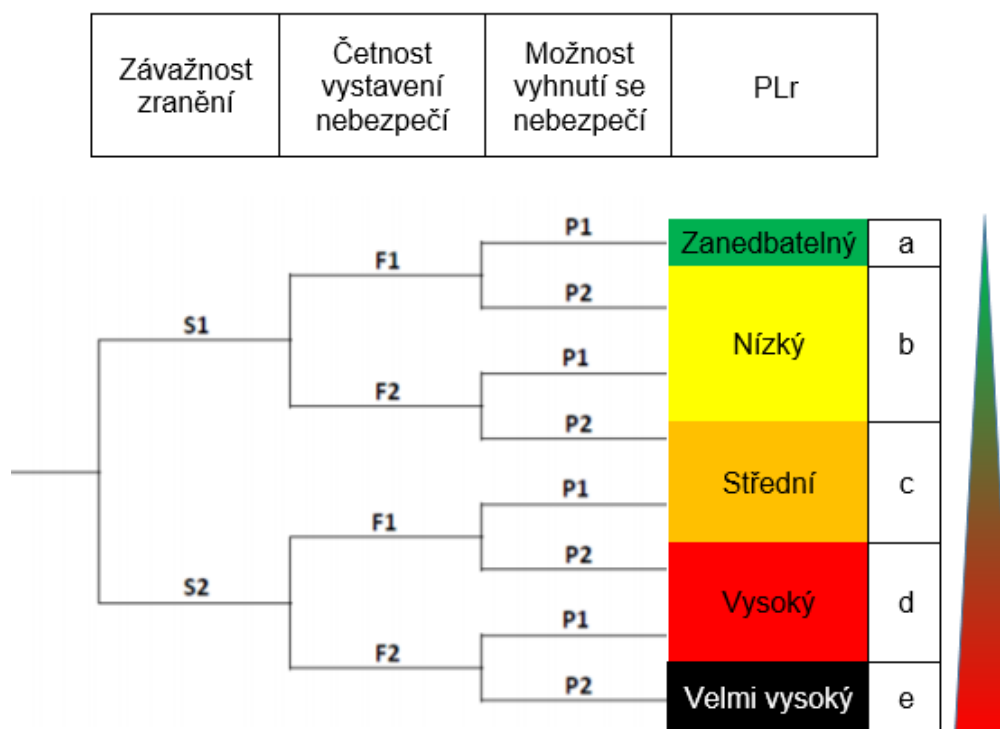 Závažnost
zranění
Četnost
vystavení
nebezpečí
Možnost
vyhnutí se
nebezpečí
PLr
P1
Zanedbatelný
a
F1
P2
S1
Nízký
b
P1
F2
P2
Střední
c
P1
F1
P2
S2
Vysoký
d
P1
F2
P2
Velmi vysoký
e